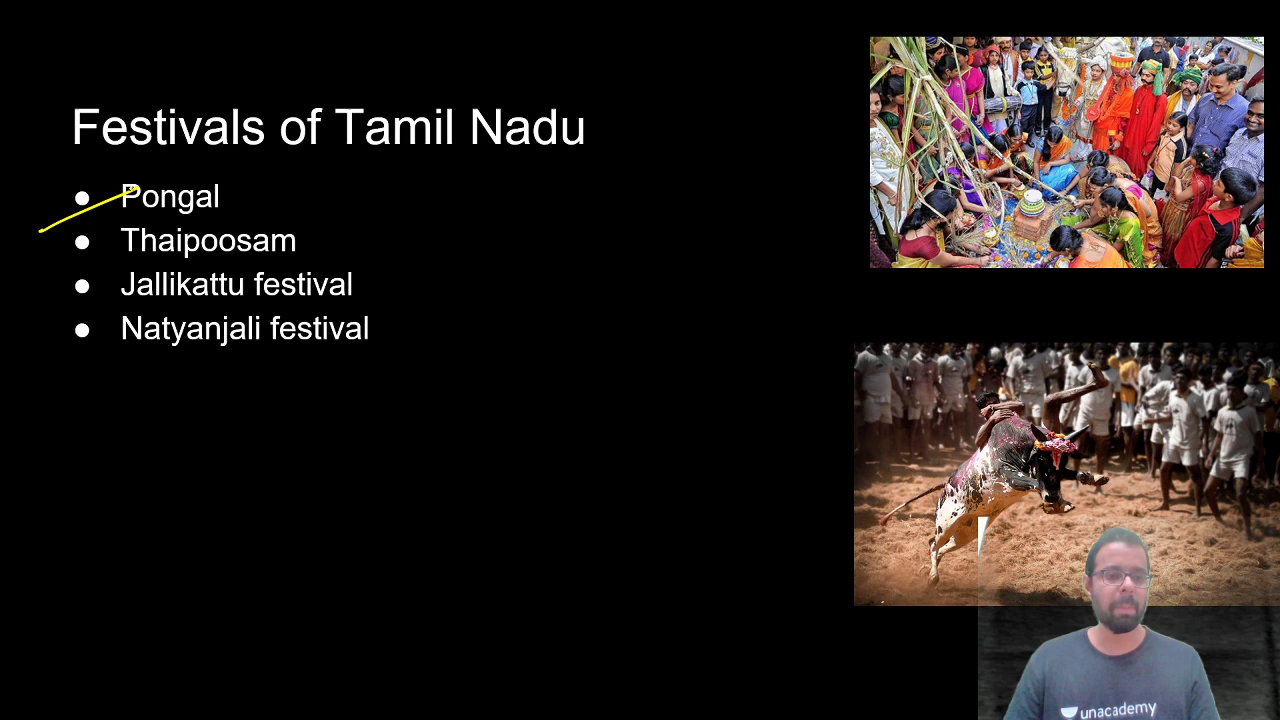 Festivals of Tamil Nadu
● Pongal
● Thaipoosam
● Jallikattu festival
● Natyanjali festival
unacademy